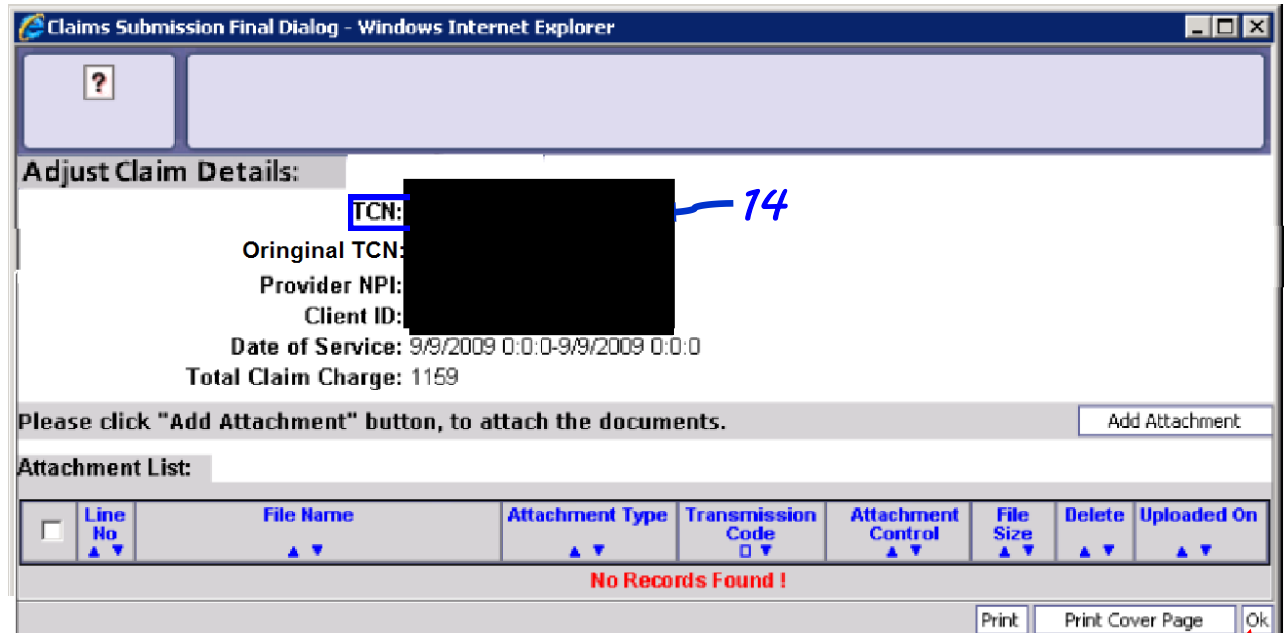 Claims Submission Final Dialog - Windows Internet Explorer
?
Adjust Claim Details:
TCN: 14
Oringinal TCN:
Provider NPI:
Client ID:
Date of Service: 9/9/2009 0:0:0-9/9/2009 0:0:0
Total Claim Charge: 1159
Please click "Add Attachment" button, to attach the documents. Add Attachment
Attachment List:
Line No File Name Attachment Type Transmission Code Attachment Control File Size Delete Uploaded On
No Records Found !
Print Print Cover Page Ok